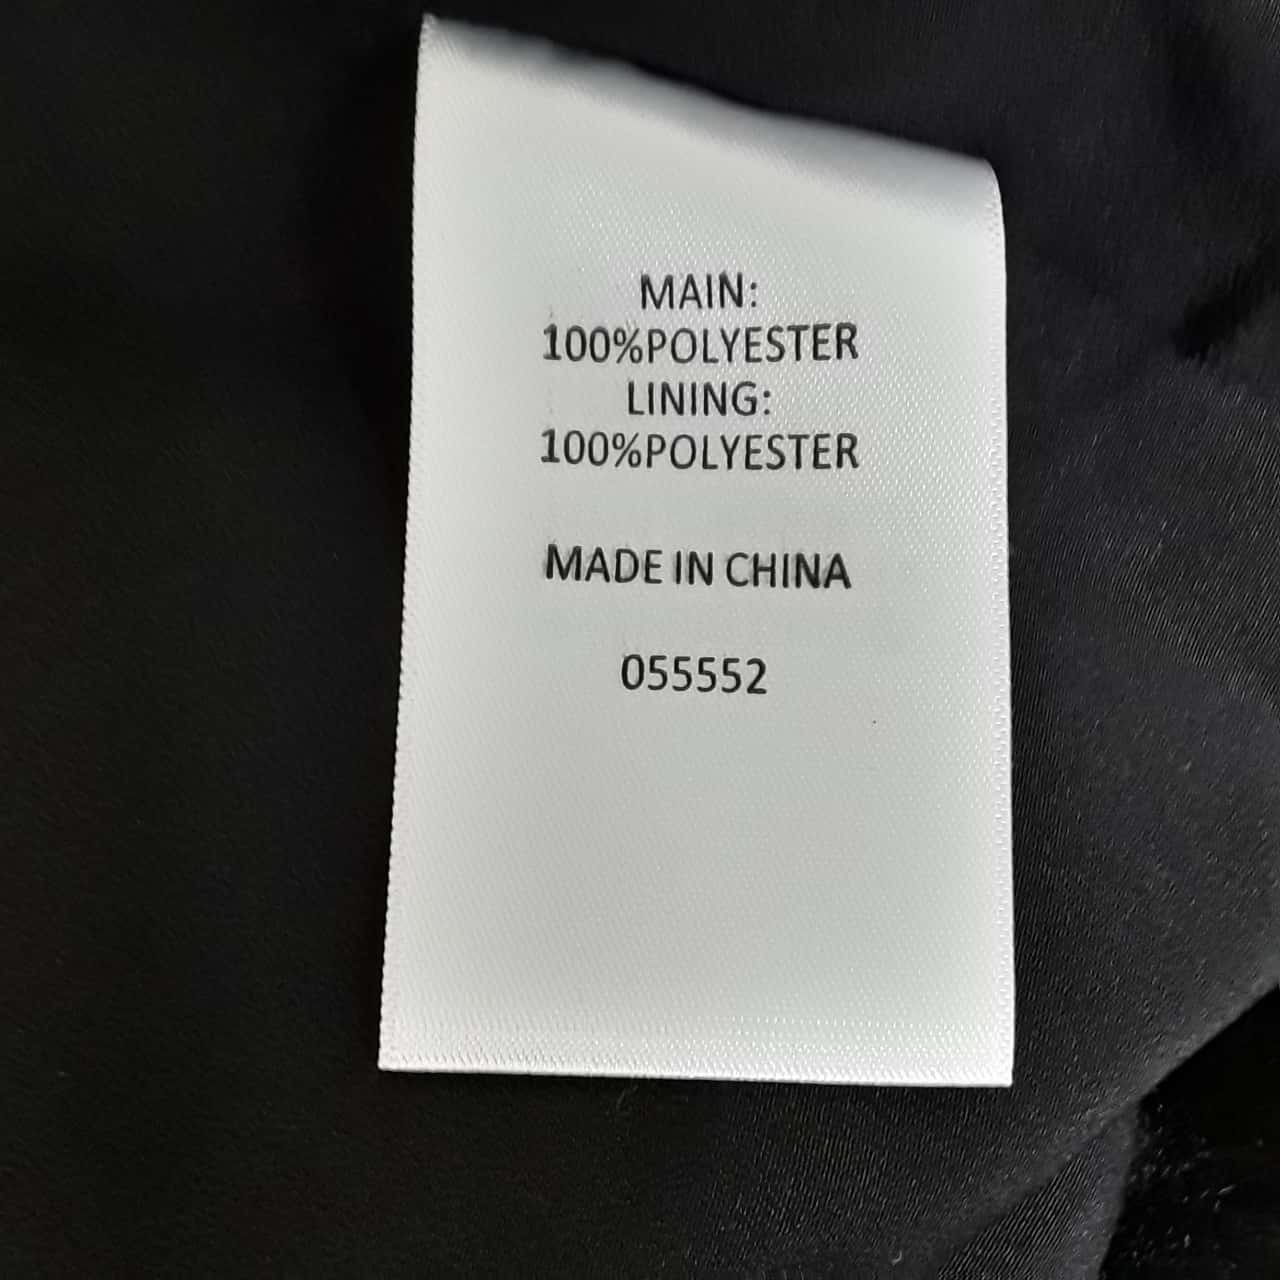 MAIN:
100%POLYESTER
LINING:
100%POLYESTER
MADE IN CHINA
055552